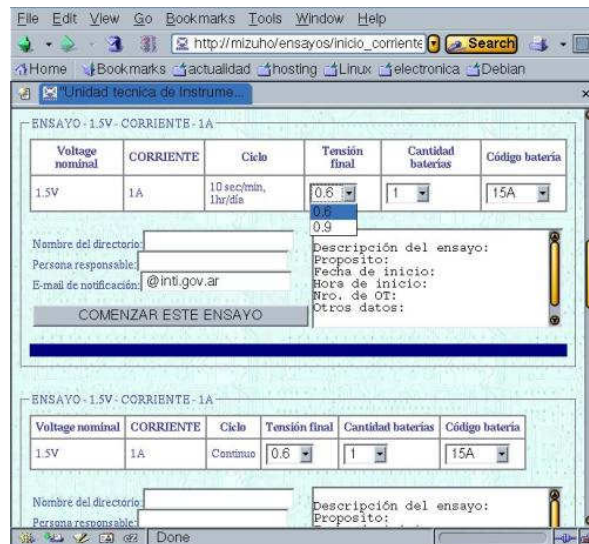 File Edit View Go Bookmarks Tools Window Help
http://mizuho/ensayos/inicio_corriente Search
Home Bookmarks actualidad hosting Linux electronica Debian
"Unidad tecnica de Instrume...
ENSAYO - 1.5V - CORRIENTE - 1A
Voltage nominal CORRIENTE Ciclo Tensión final Cantidad baterías Código batería
1.5V 1A 10 sec/min, 1hr/día 0.6 1 15A
0.6
0.9
Nombre del directorio:
Persona responsable:
E-mail de notificación: @inti.gov.ar
COMENZAR ESTE ENSAYO
Descripción del ensayo:
Proposito:
Fecha de inicio:
Hora de inicio:
Nro. de OT:
Otros datos:
ENSAYO - 1.5V - CORRIENTE - 1A
Voltage nominal CORRIENTE Ciclo Tensión final Cantidad baterías Código batería
1.5V 1A Continuo 0.6 1 15A
Nombre del directorio:
Persona responsable:
Descripción del ensayo:
Proposito:
Done